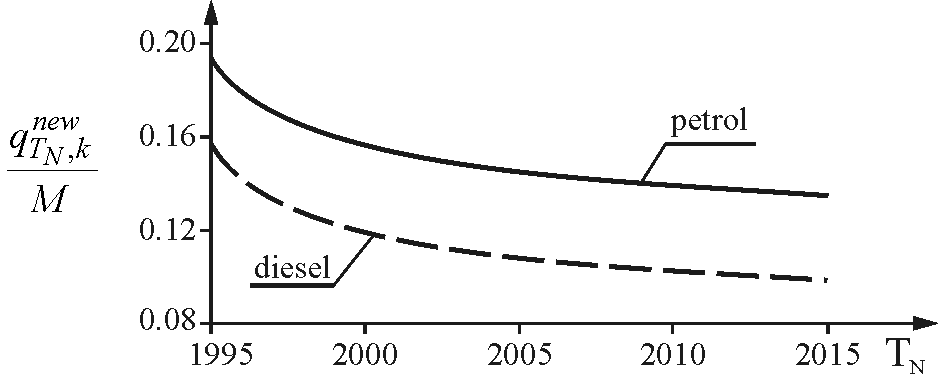 0.20
0.16
0.12
0.08
q^{new}_{T_N,k}
M
petrol
diesel
1995 2000 2005 2010 2015 T_N